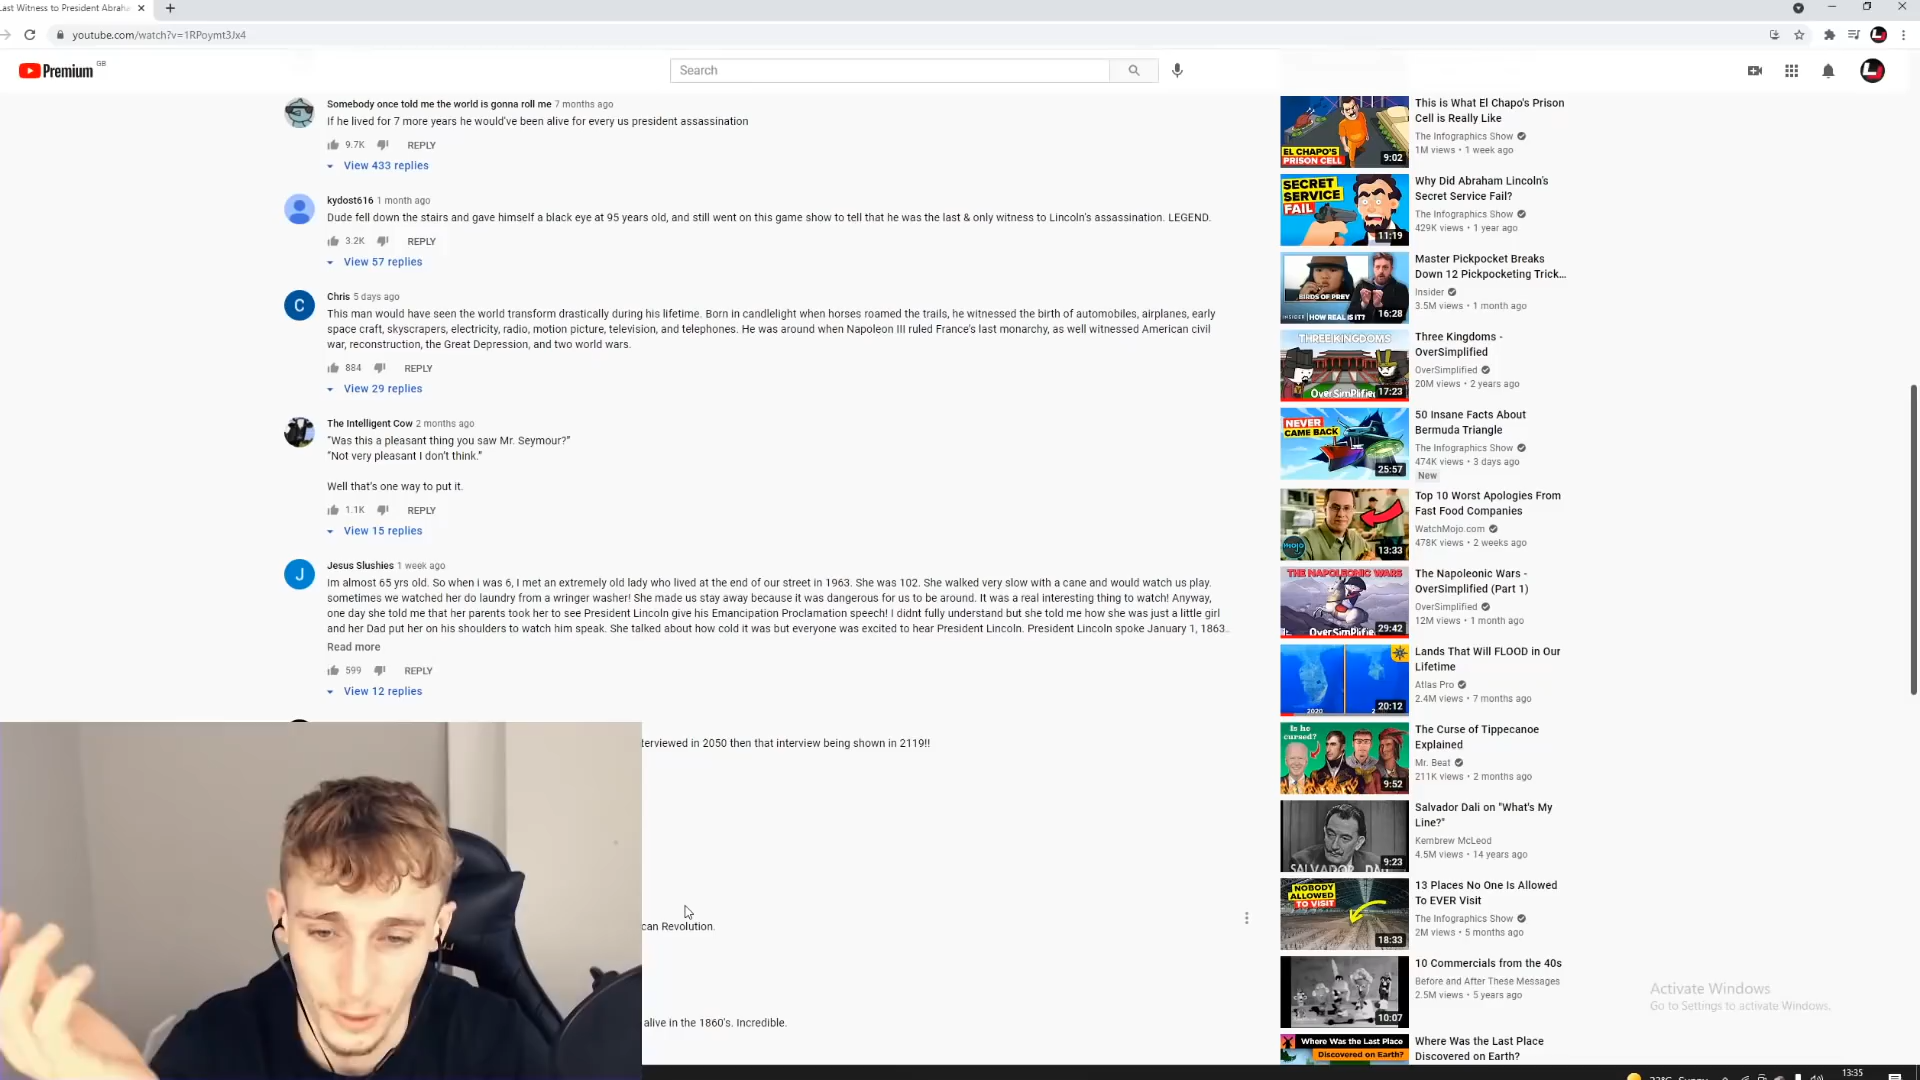 Last Witness to President Abraha
youtube.com/watch?v=1RPoymt3Jx4
Premium GB
Search
Somebody once told me the world is gonna roll me 7 months ago
If he lived for 7 more years he would've been alive for every us president assassination
9.7K REPLY
View 433 replies
kydost616 1 month ago
Dude fell down the stairs and gave himself a black eye at 95 years old, and still went on this game show to tell that he was the last & only witness to Lincoln's assassination. LEGEND.
3.2K REPLY
View 57 replies
C
Chris 5 days ago
This man would have seen the world transform drastically during his lifetime. Born in candlelight when horses roamed the trails, he witnessed the birth of automobiles, airplanes, early
space craft, skyscrapers, electricity, radio, motion picture, television, and telephones. He was around when Napoleon III ruled France's last monarchy, as well witnessed American civil
war, reconstruction, the Great Depression, and two world wars.
884 REPLY
View 29 replies
The Intelligent Cow 2 months ago
"Was this a pleasant thing you saw Mr. Seymour?"
"Not very pleasant I don't think."
Well that's one way to put it.
1.1K REPLY
View 15 replies
J
Jesus Slushies 1 week ago
Im almost 65 yrs old. So when i was 6, I met an extremely old lady who lived at the end of our street in 1963. She was 102. She walked very slow with a cane and would watch us play.
sometimes we watched her do laundry from a wringer washer! She made us stay away because it was dangerous for us to be around. It was a real interesting thing to watch! Anyway,
one day she told me that her parents took her to see President Lincoln give his Emancipation Proclamation speech! I didnt fully understand but she told me how she was just a little girl
and her Dad put her on his shoulders to watch him speak. She talked about how cold it was but everyone was excited to hear President Lincoln. President Lincoln spoke January 1, 1863..
Read more
599 REPLY
View 12 replies
terviewed in 2050 then that interview being shown in 2119!!
can Revolution.
alive in the 1860's. Incredible.
EL CHAPO'S
PRISON CELL
9:02
This is What El Chapo's Prison
Cell is Really Like
The Infographics Show
1M views • 1 week ago
SECRET
SERVICE
FAIL
11:19
Why Did Abraham Lincoln's
Secret Service Fail?
The Infographics Show
429K views • 1 year ago
BIRDS OF PREY
INSIDER HOW REAL IS IT?
16:28
Master Pickpocket Breaks
Down 12 Pickpocketing Trick...
Insider
3.5M views • 1 month ago
THREE KINGDOMS
OverSimplified
17:23
Three Kingdoms -
OverSimplified
OverSimplified
20M views • 2 years ago
NEVER
CAME BACK
25:57
50 Insane Facts About
Bermuda Triangle
The Infographics Show
474K views • 3 days ago
New
mojo
13:33
Top 10 Worst Apologies From
Fast Food Companies
WatchMojo.com
478K views • 2 weeks ago
THE NAPOLEONIC WARS
OverSimplified
29:42
The Napoleonic Wars -
OverSimplified (Part 1)
OverSimplified
12M views • 1 month ago
2020
20:12
Lands That Will FLOOD in Our
Lifetime
Atlas Pro
2.4M views • 7 months ago
Is he
cursed?
9:52
The Curse of Tippecanoe
Explained
Mr. Beat
211K views • 2 months ago
SALVADOR DALI
9:23
Salvador Dali on "What's My
Line?"
Kembrew McLeod
4.5M views • 14 years ago
NOBODY
ALLOWED
TO VISIT
18:33
13 Places No One Is Allowed
To EVER Visit
The Infographics Show
2M views • 5 months ago
10:07
10 Commercials from the 40s
Before and After These Messages
2.5M views • 5 years ago
Where Was the Last Place
Discovered on Earth?
Where Was the Last Place
Discovered on Earth?
Activate Windows
Go to Settings to activate Windows.
13:35